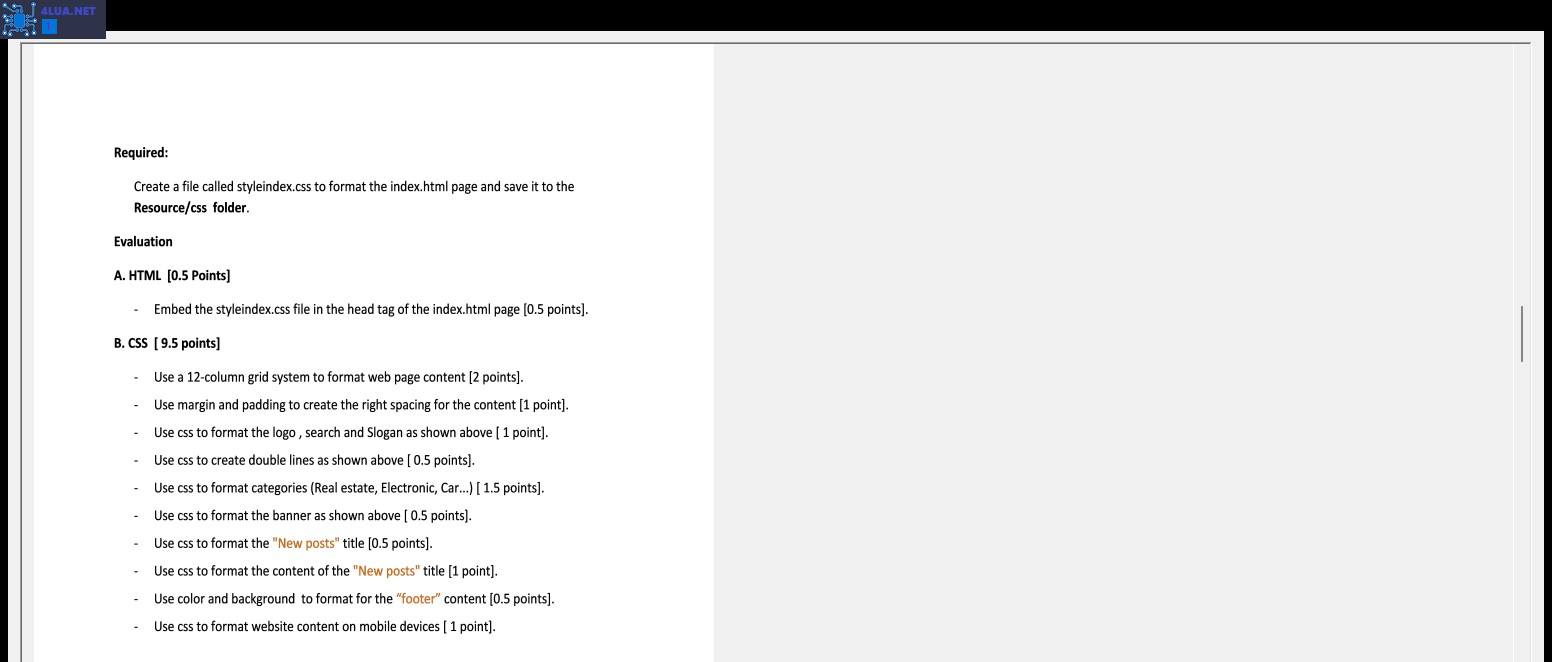 4LUA.NET
Required:
Create a file called styleindex.css to format the index.html page and save it to the
Resource/css folder.
Evaluation
A. HTML [0.5 Points]
- Embed the styleindex.css file in the head tag of the index.html page [0.5 points].
B. CSS [ 9.5 points]
- Use a 12-column grid system to format web page content [2 points].
- Use margin and padding to create the right spacing for the content [1 point].
- Use css to format the logo , search and Slogan as shown above [ 1 point].
- Use css to create double lines as shown above [ 0.5 points].
- Use css to format categories (Real estate, Electronic, Car...) [ 1.5 points].
- Use css to format the banner as shown above [ 0.5 points].
- Use css to format the "New posts" title [0.5 points].
- Use css to format the content of the "New posts" title [1 point].
- Use color and background  to format for the “footer” content [0.5 points].
- Use css to format website content on mobile devices [ 1 point].